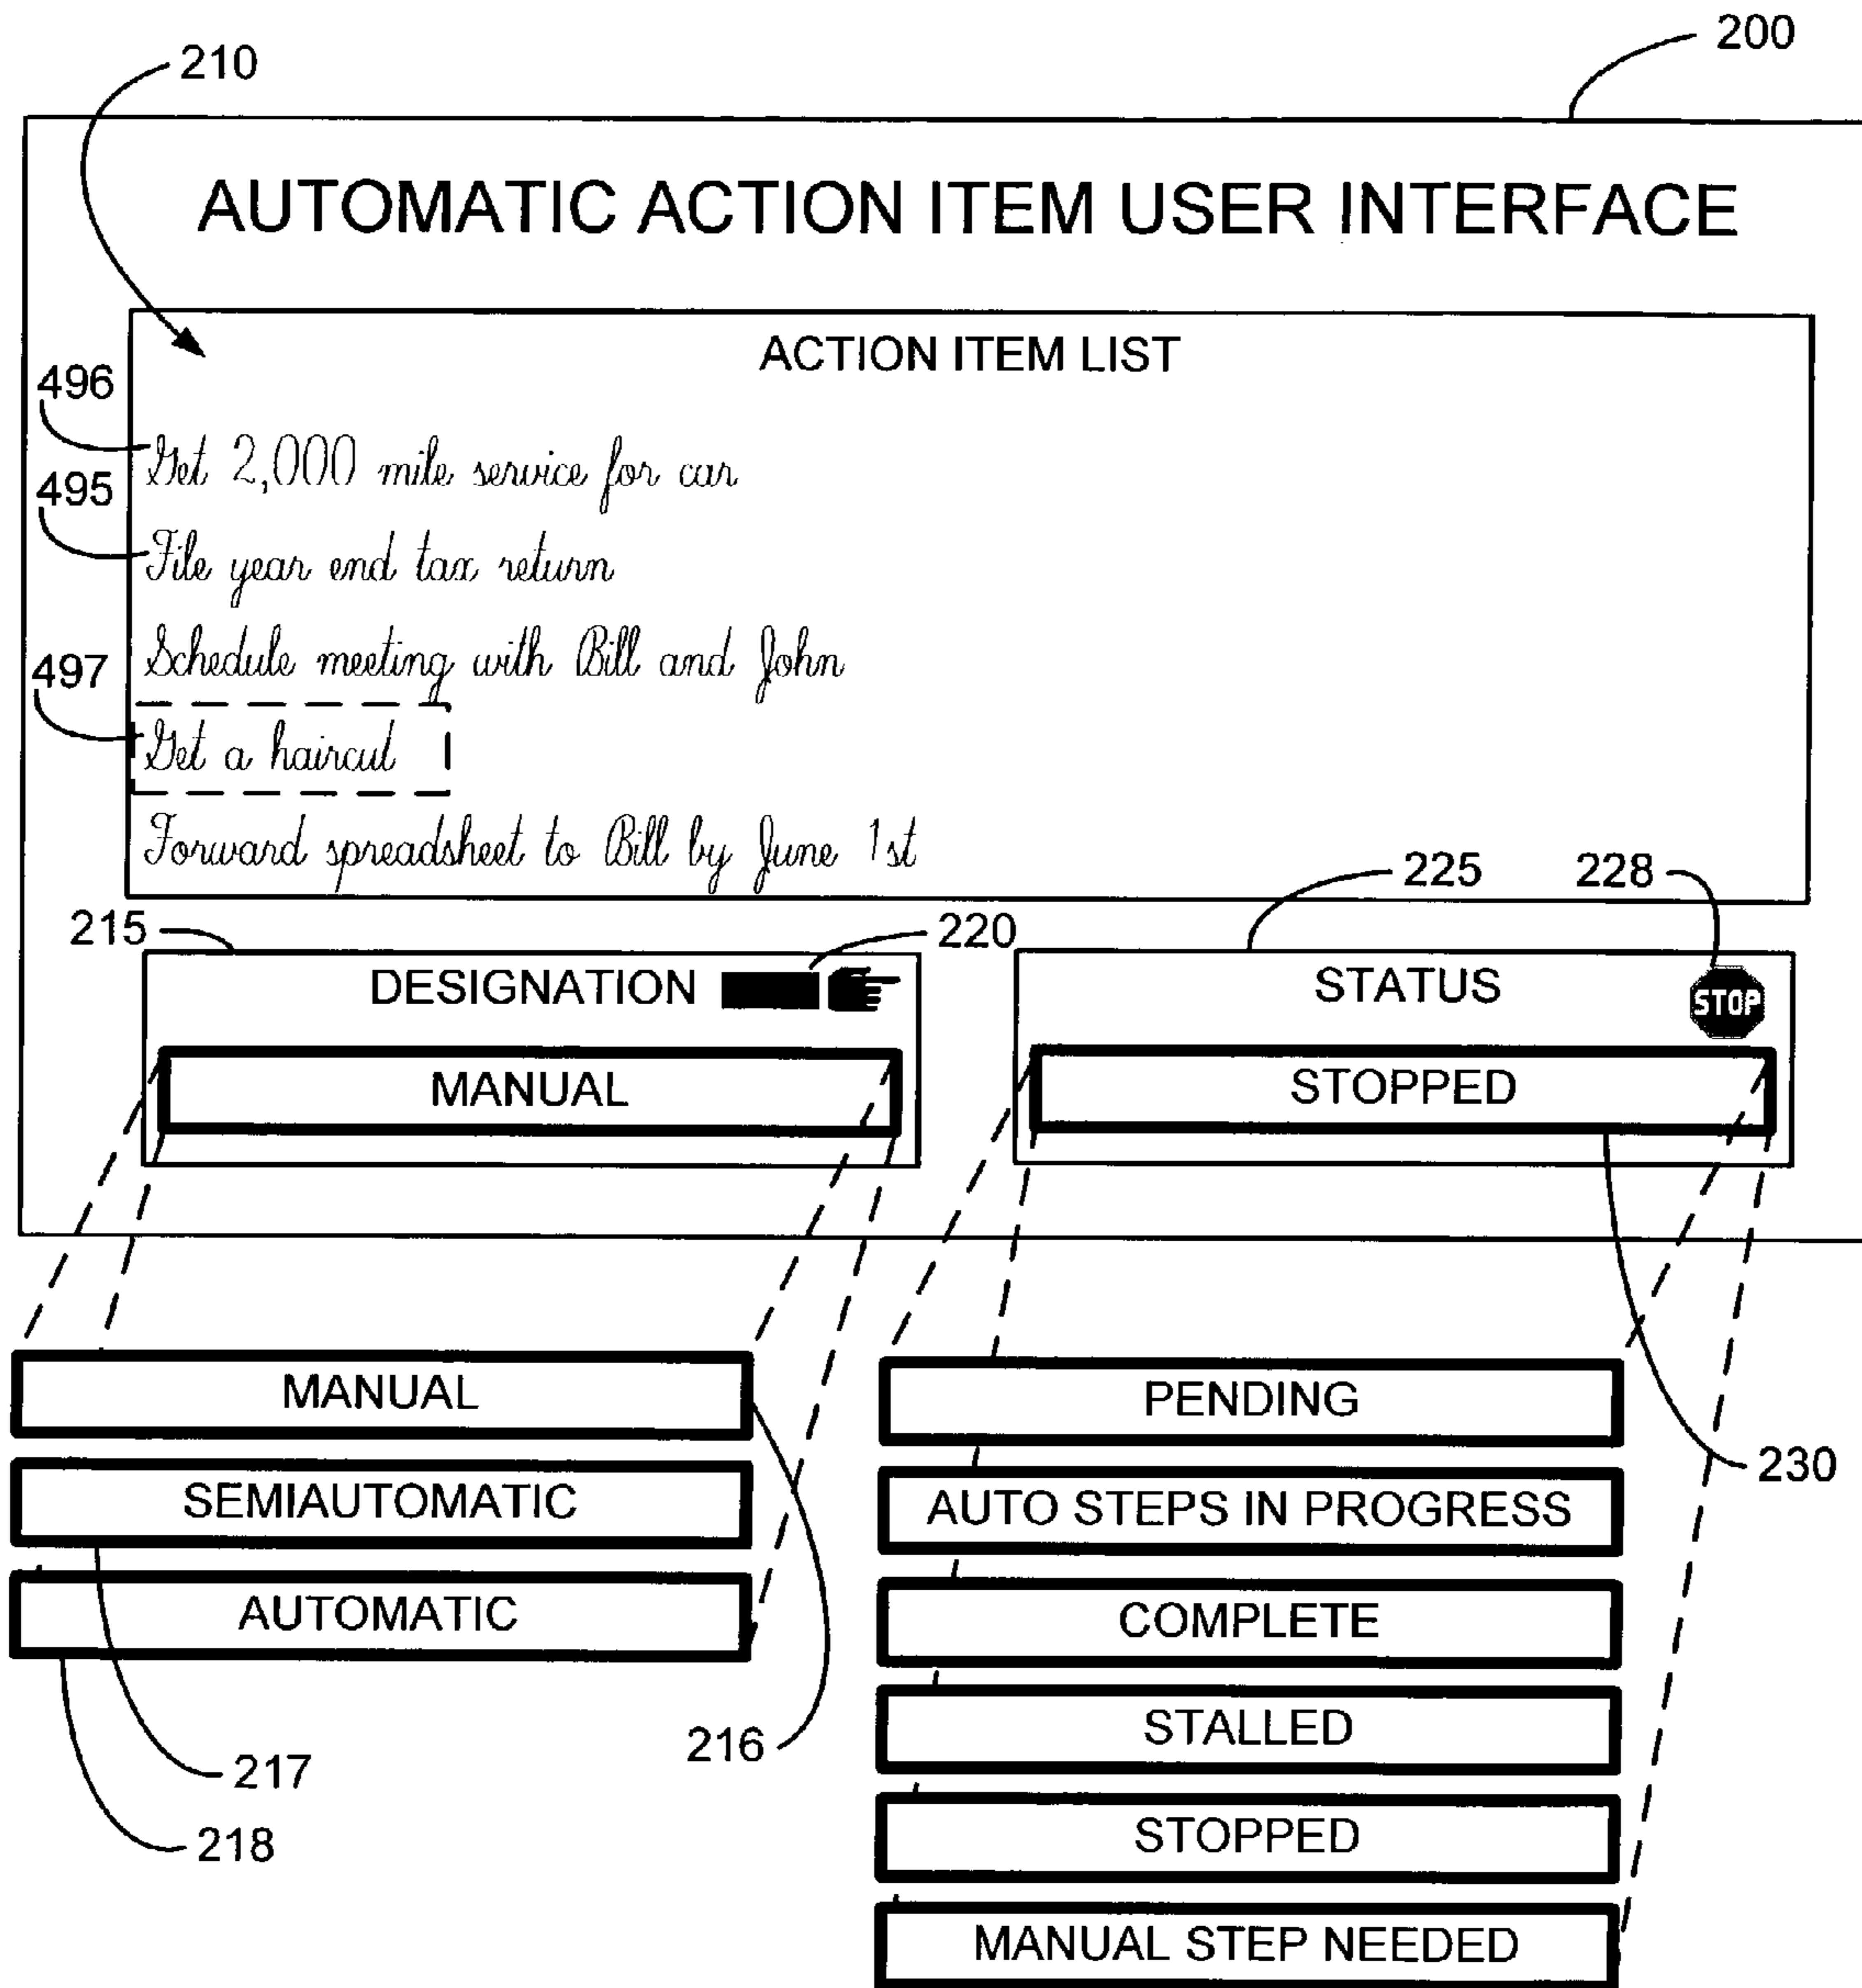 200
210
AUTOMATIC ACTION ITEM USER INTERFACE
ACTION ITEM LIST
496
Get 2,000 mile service for car
495
File year end tax return
Schedule meeting with Bill and John
497
Get a haircut
Forward spreadsheet to Bill by June 1st
225 228
215 220
DESIGNATION STATUS STOP
MANUAL STOPPED
MANUAL PENDING
230
SEMIAUTOMATIC AUTO STEPS IN PROGRESS
AUTOMATIC COMPLETE
STALLED
216
217
STOPPED
218
MANUAL STEP NEEDED